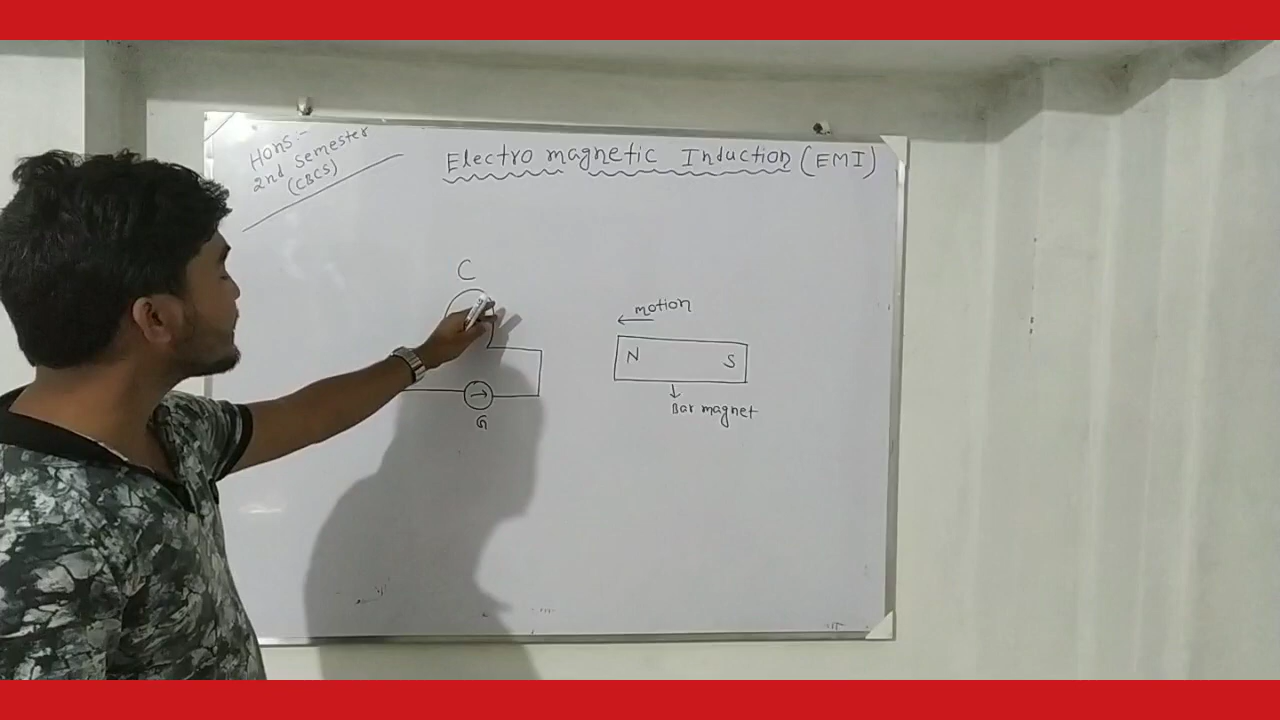 Hons:-
2nd Semester
(CBCS)
Electro magnetic Induction (EMI)
C
motion
N S
G
Bar magnet